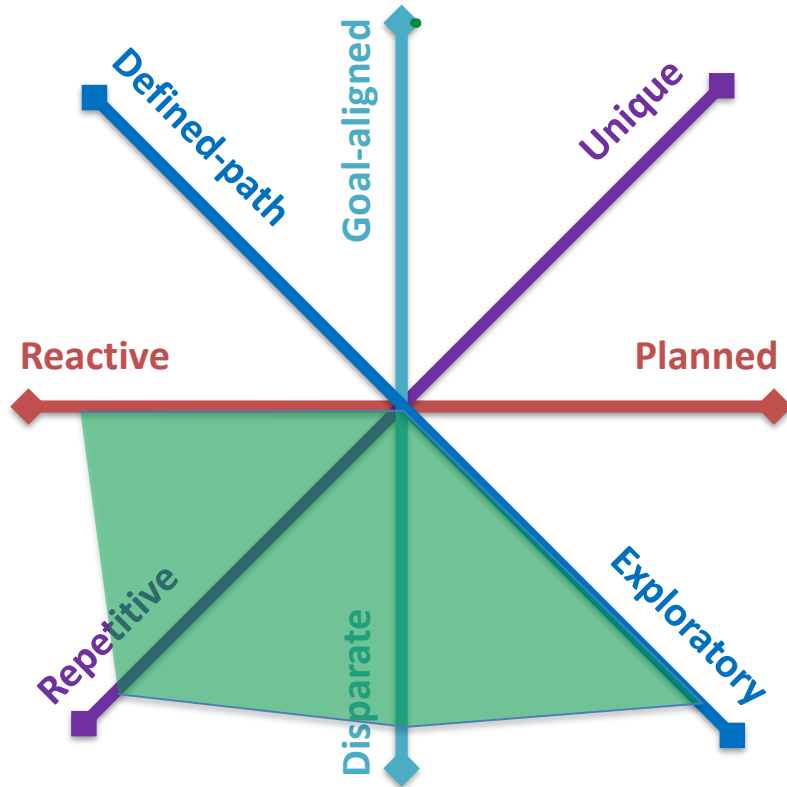 Defined-path
Goal-aligned
Unique
Reactive
Planned
Repetitive
Disparate
Exploratory